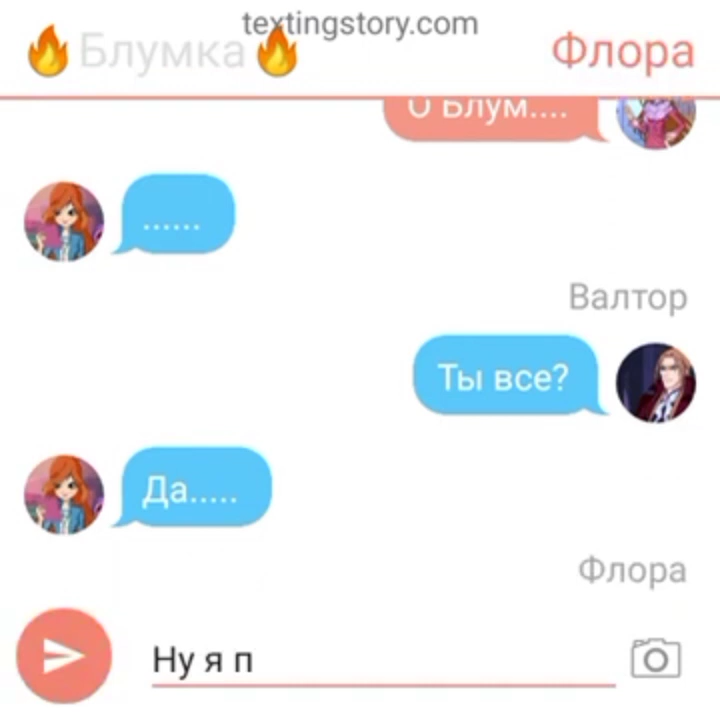 textingstory.com
🔥Блумка🔥 Флора
О Блум....
......
Валтор
Ты все?
Да.....
Флора
Ну я п